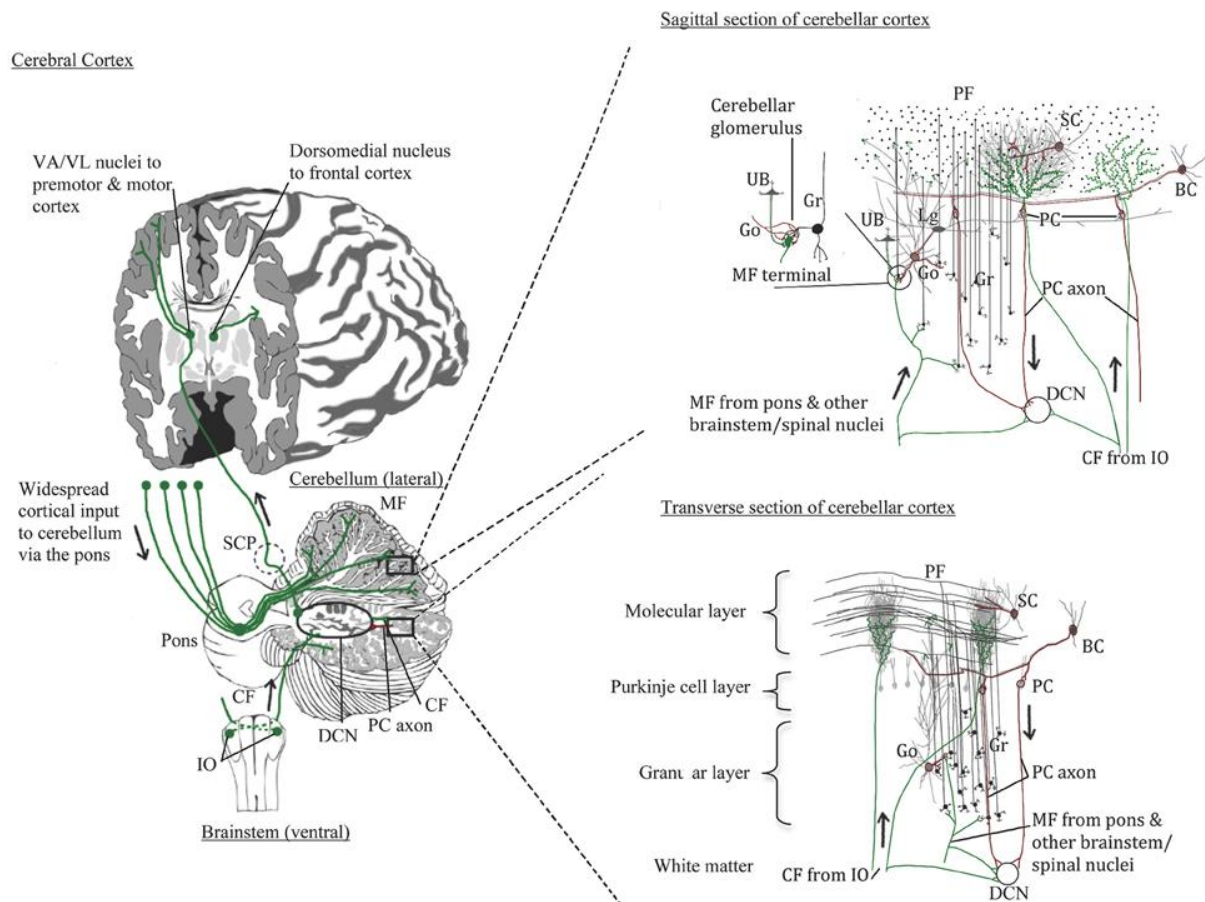 Cerebral Cortex
VA/VL nuclei to
premotor & motor
cortex
Dorsomedial nucleus
to frontal cortex
Widespread
cortical input
to cerebellum
via the pons
Cerebellum (lateral)
MF
SCP
Pons
CF
IO
DCN
PC axon
CF
Brainstem (ventral)
Sagittal section of cerebellar cortex
PF
Cerebellar
glomerulus
SC
UB
Gr
BC
UB
Lg
Go
PC
Go
Gr
MF terminal
PC axon
DCN
MF from pons & other
brainstem/spinal nuclei
CF from IO
Transverse section of cerebellar cortex
PF
Molecular layer
SC
BC
Purkinje cell layer
PC
Go
Gr
Granu ar layer
PC axon
MF from pons &
other brainstem/
spinal nuclei
White matter
CF from IO
DCN